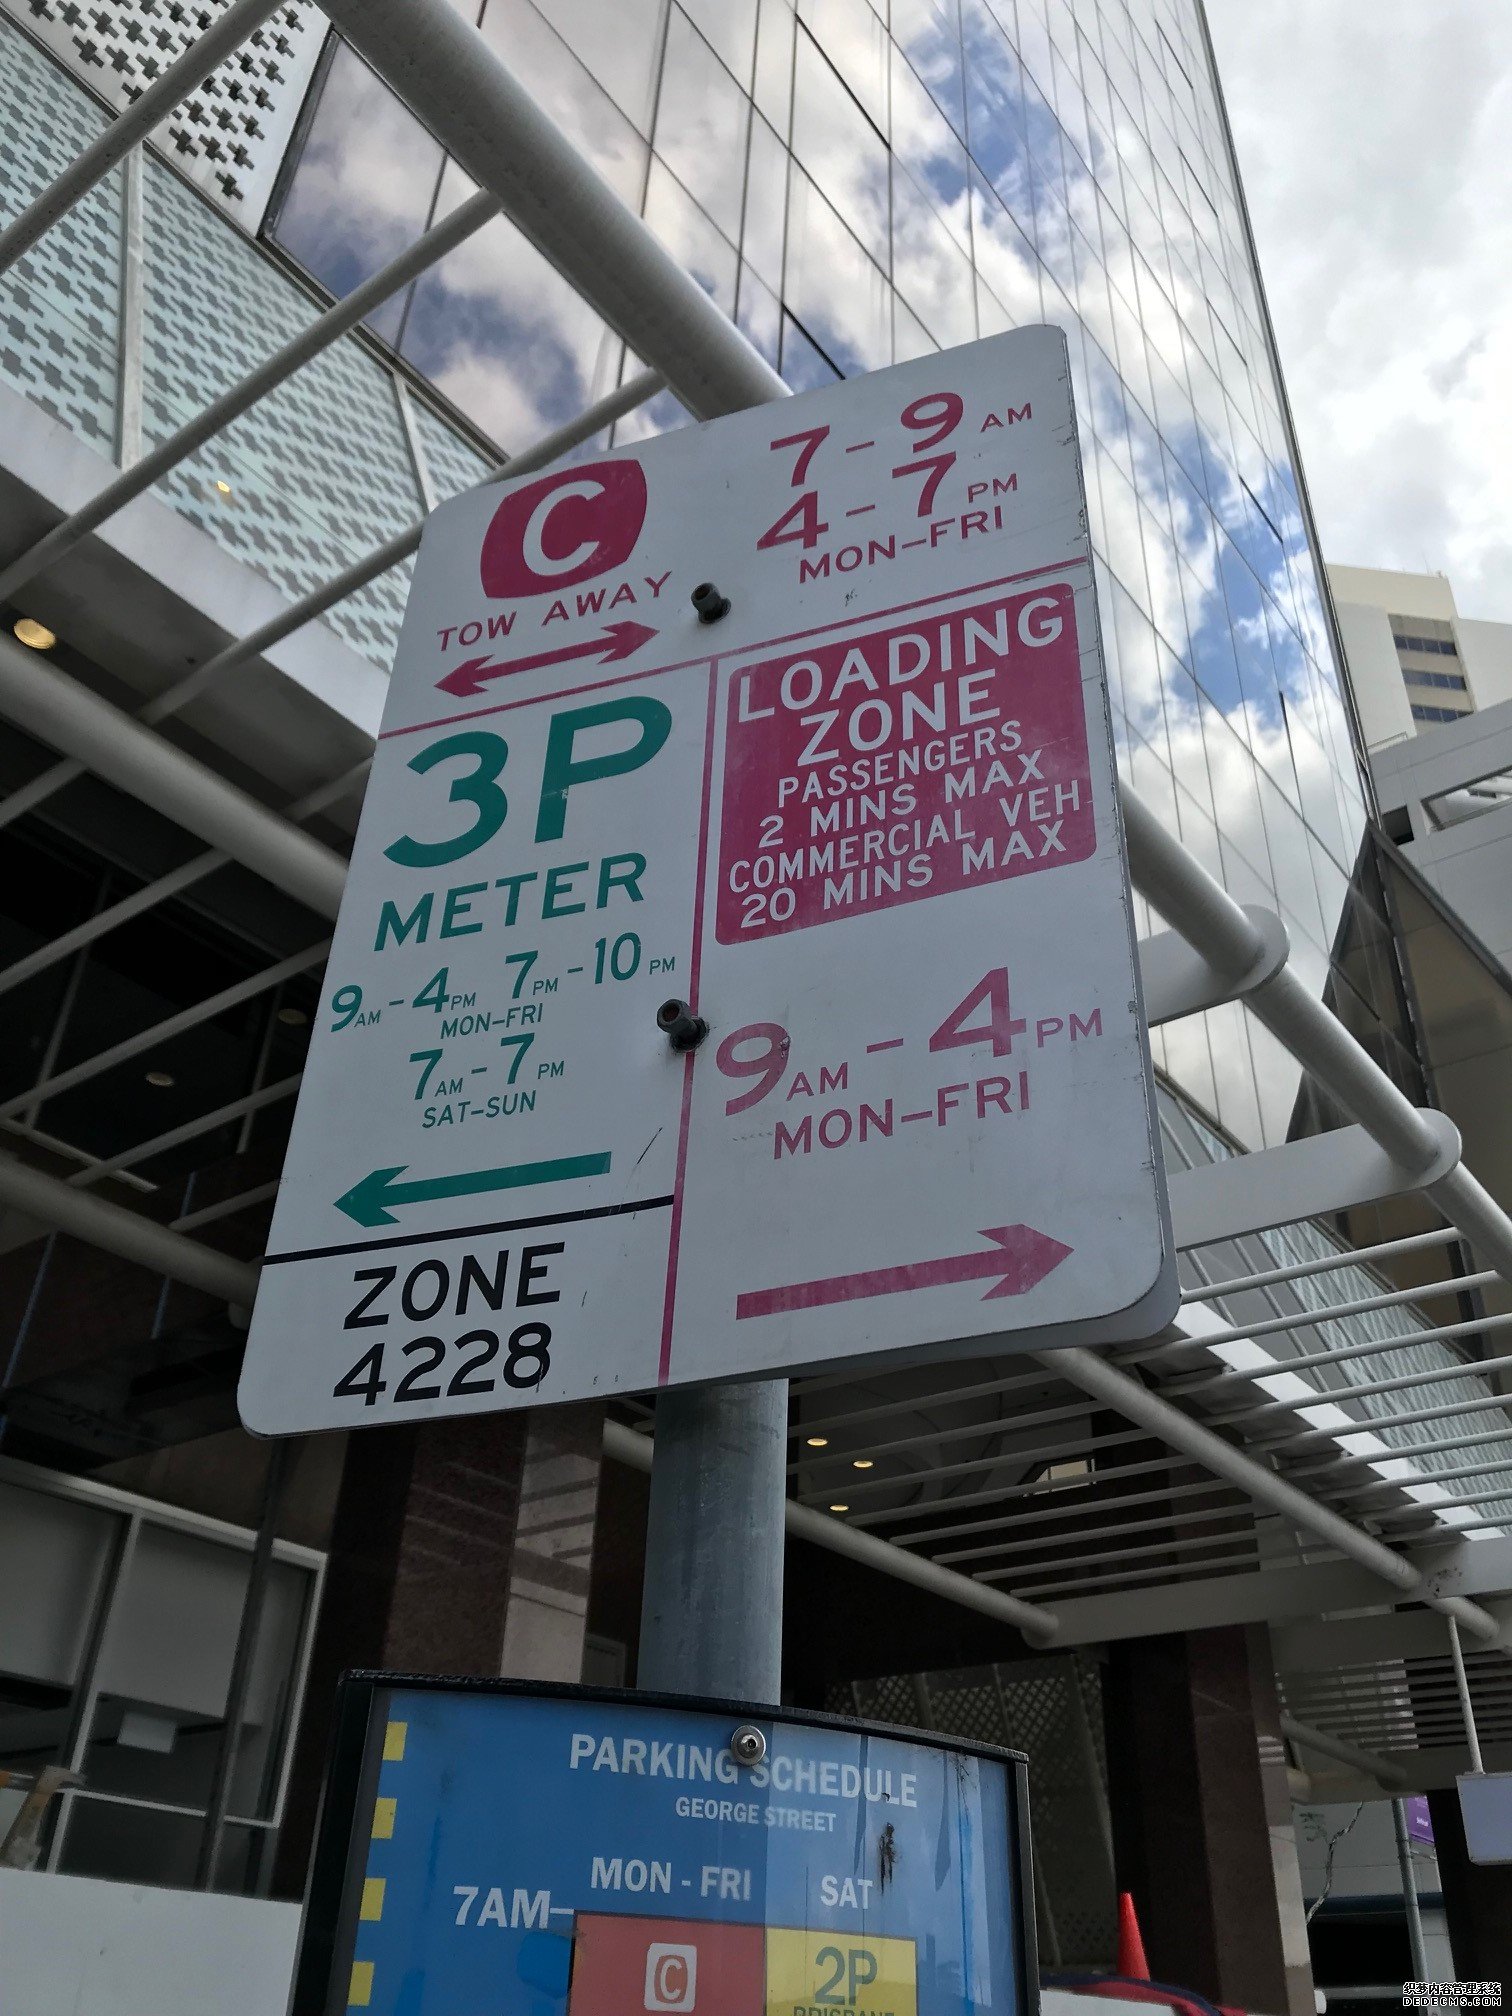 C
7 - 9 AM
4 - 7 PM
MON-FRI
TOW AWAY
3P
METER
9AM - 4PM 7PM - 10PM
MON-FRI
7AM - 7PM
SAT-SUN
ZONE
4228
LOADING
ZONE
PASSENGERS
2 MINS MAX
COMMERCIAL VEH
20 MINS MAX
9AM - 4PM
MON-FRI
PARKING SCHEDULE
GEORGE STREET
MON - FRI
SAT
7AM
C
2P
BRISBANE
织梦内容管理系统
DEDECMS.COM